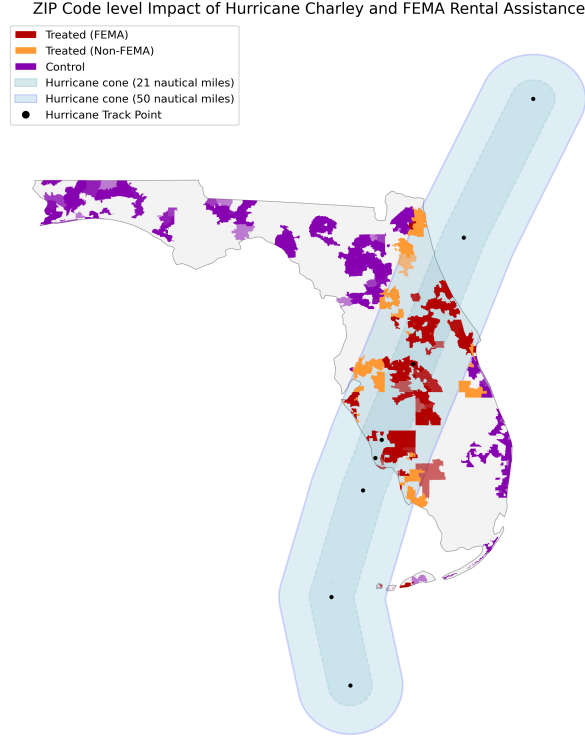 ZIP Code level Impact of Hurricane Charley and FEMA Rental Assistance
Treated (FEMA)
Treated (Non-FEMA)
Control
Hurricane cone (21 nautical miles)
Hurricane cone (50 nautical miles)
Hurricane Track Point